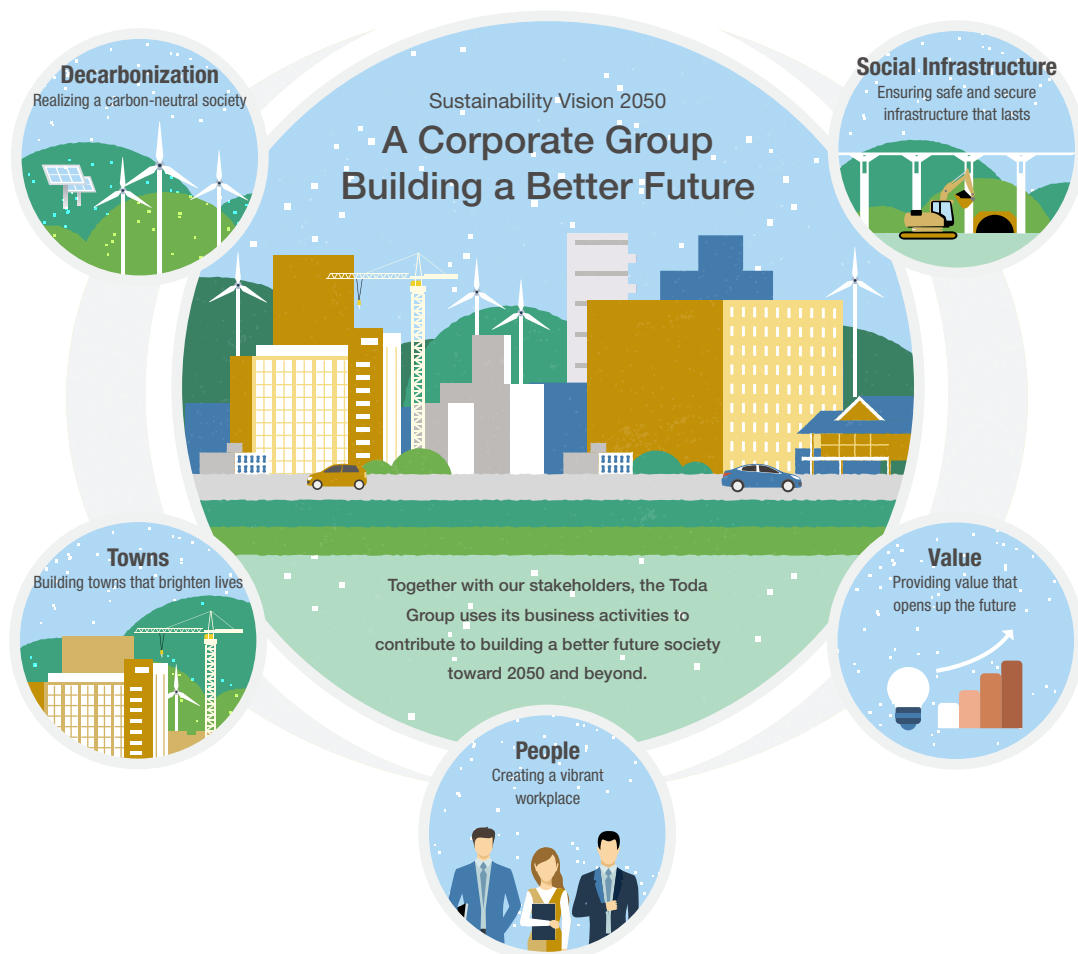 Decarbonization
Realizing a carbon-neutral society
Sustainability Vision 2050
A Corporate Group
Building a Better Future
Social Infrastructure
Ensuring safe and secure
infrastructure that lasts
Towns
Building towns that brighten lives
Together with our stakeholders, the Toda
Group uses its business activities to
contribute to building a better future society
toward 2050 and beyond.
Value
Providing value that
opens up the future
People
Creating a vibrant
workplace